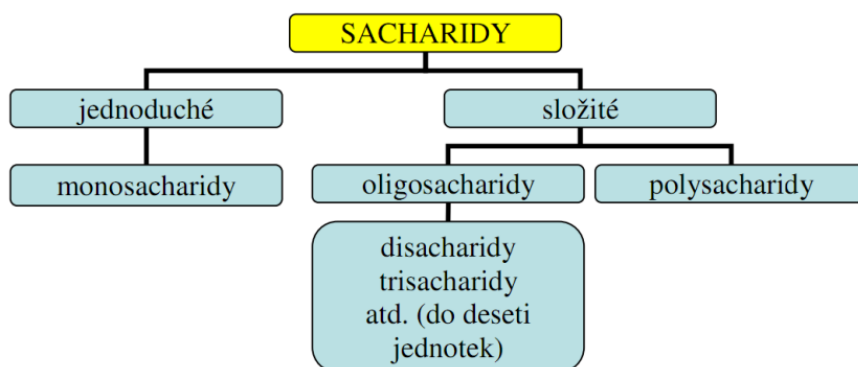 SACHARIDY
jednoduché
složité
monosacharidy
oligosacharidy
polysacharidy
disacharidy
trisacharidy
atd. (do deseti
jednotek)